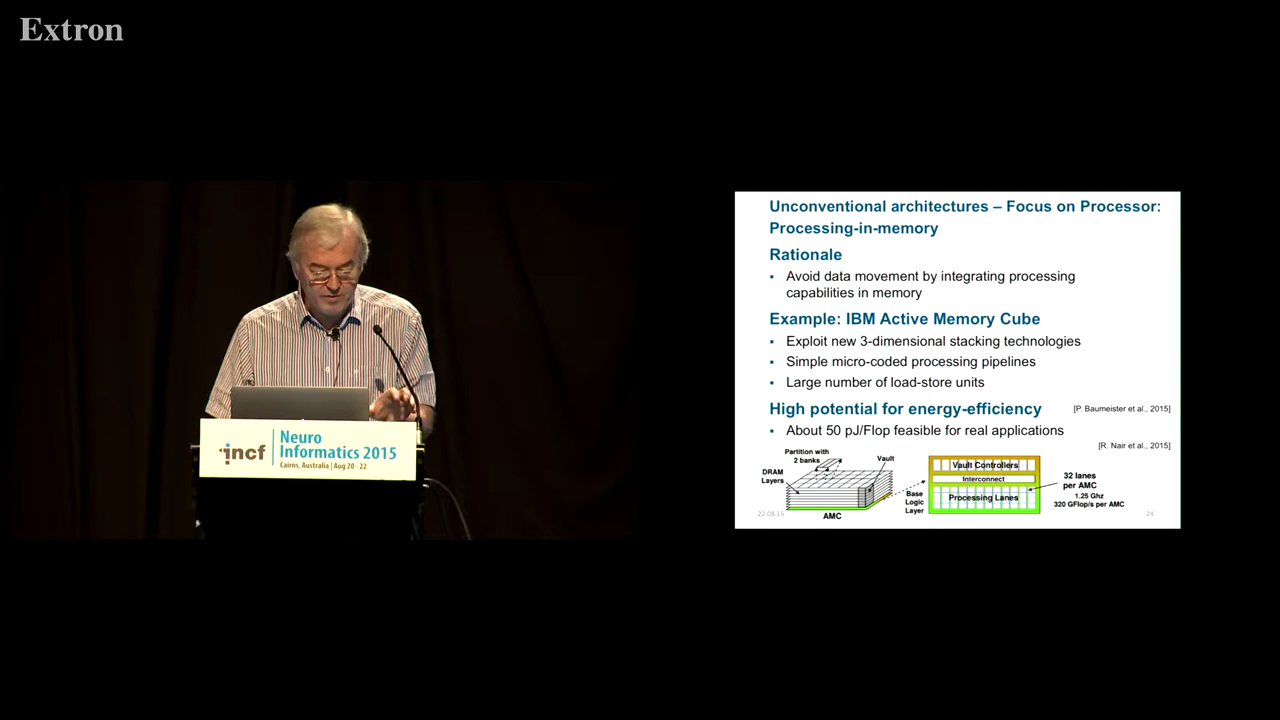 Extron
incf
Neuro
Informatics 2015
Cairns, Australia | Aug 20 - 22
Unconventional architectures – Focus on Processor:
Processing-in-memory
Rationale
▪ Avoid data movement by integrating processing
capabilities in memory
Example: IBM Active Memory Cube
▪ Exploit new 3-dimensional stacking technologies
▪ Simple micro-coded processing pipelines
▪ Large number of load-store units
High potential for energy-efficiency [P. Baumeister et al., 2015]
▪ About 50 pJ/Flop feasible for real applications
[R. Nair et al., 2015]
Partition with
2 banks
Vault
DRAM
Layers
AMC
Base
Logic
Layer
Vault Controllers
Interconnect
Processing Lanes
32 lanes
per AMC
1.25 Ghz
320 GFlop/s per AMC
22.08.15
24